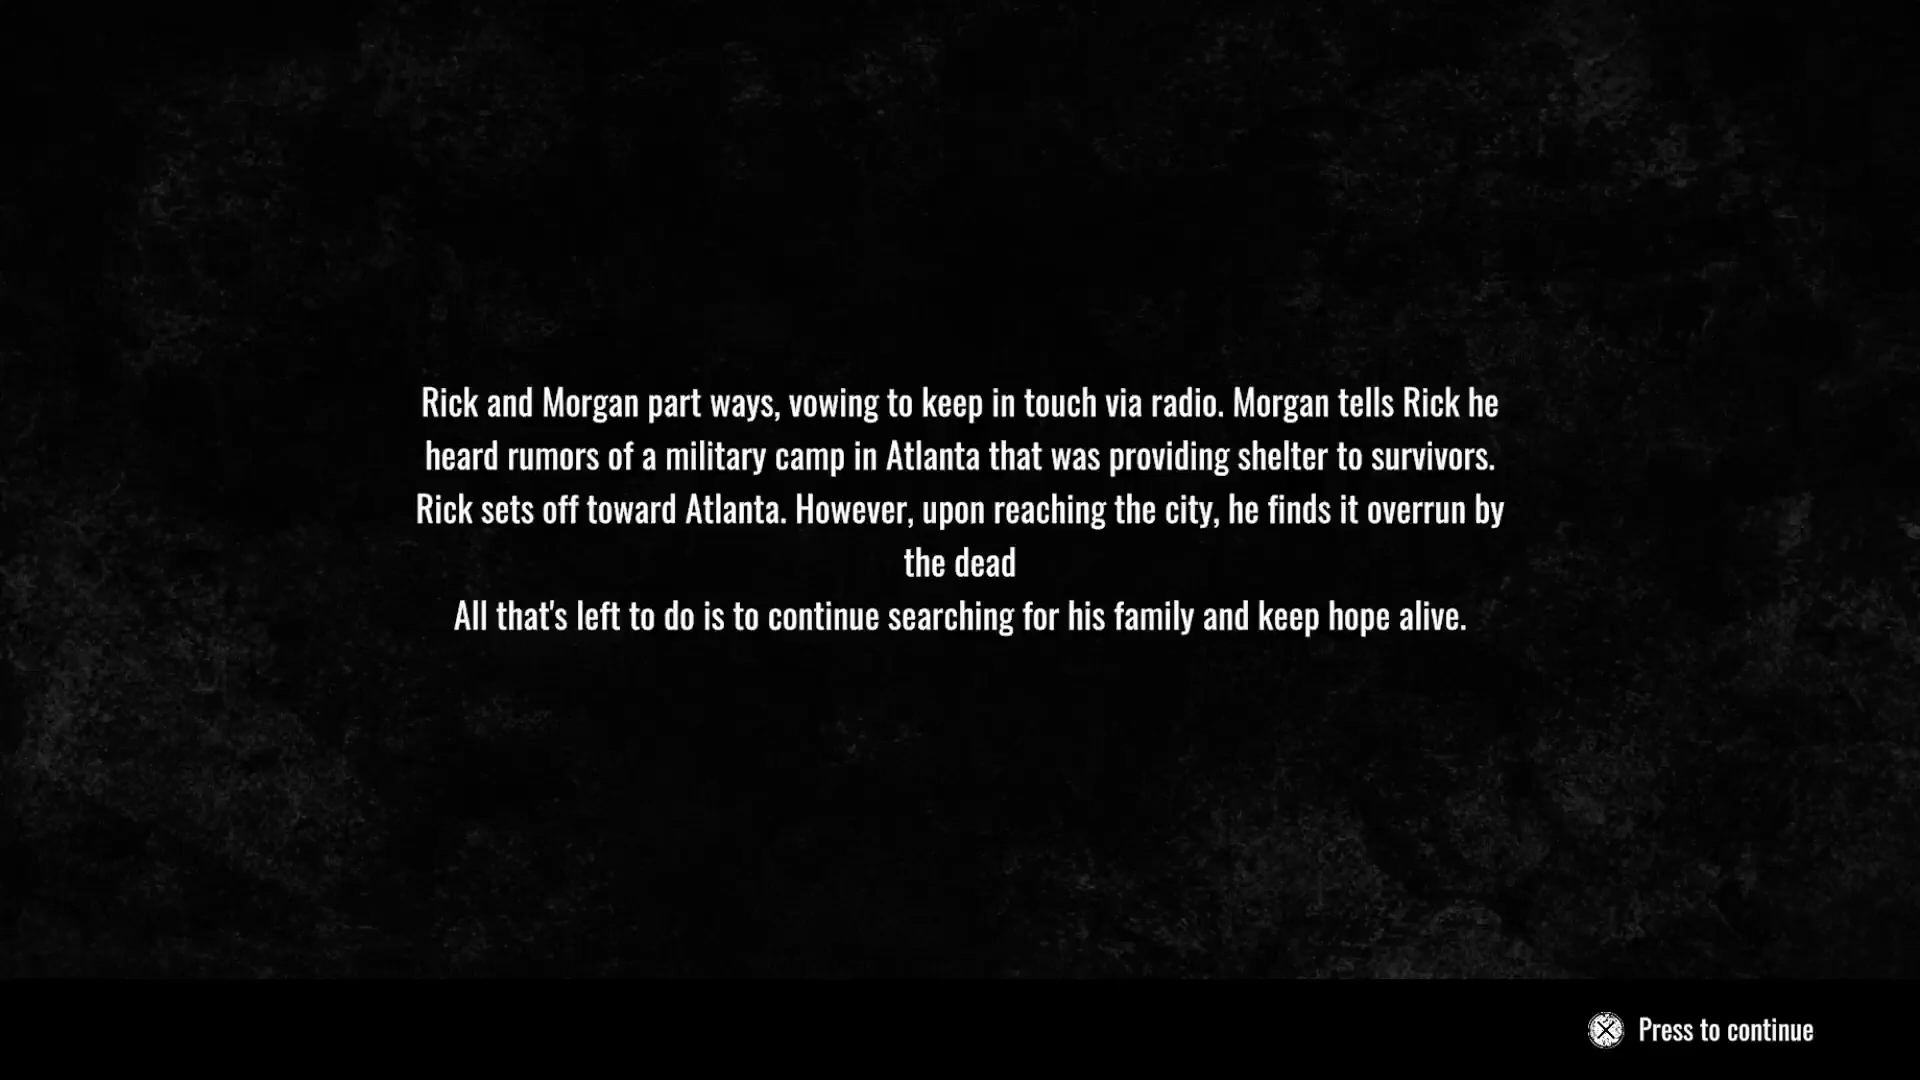 Rick and Morgan part ways, vowing to keep in touch via radio. Morgan tells Rick he
heard rumors of a military camp in Atlanta that was providing shelter to survivors.
Rick sets off toward Atlanta. However, upon reaching the city, he finds it overrun by
the dead
All that's left to do is to continue searching for his family and keep hope alive.
Press to continue